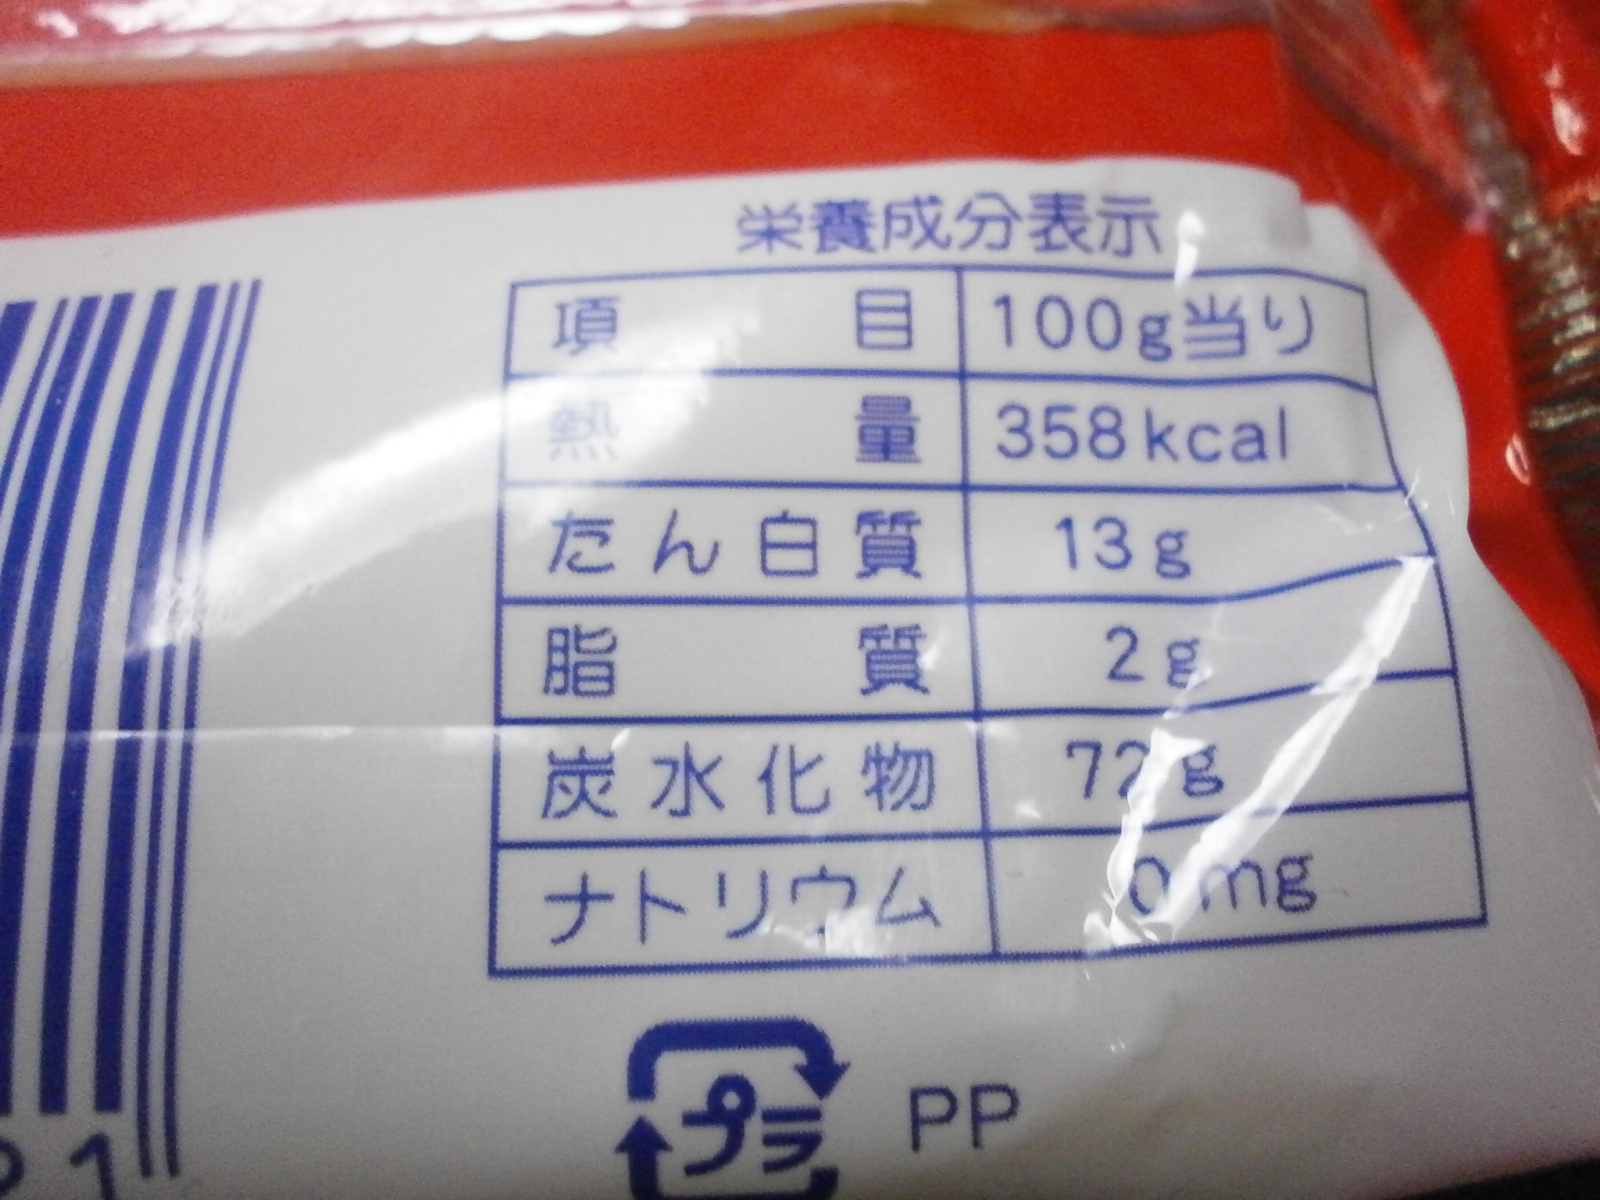 栄養成分表示
項目 100g当り
熱量 358kcal
たん白質 13g
脂質 2g
炭水化物 72g
ナトリウム 0mg
プラ PP
1